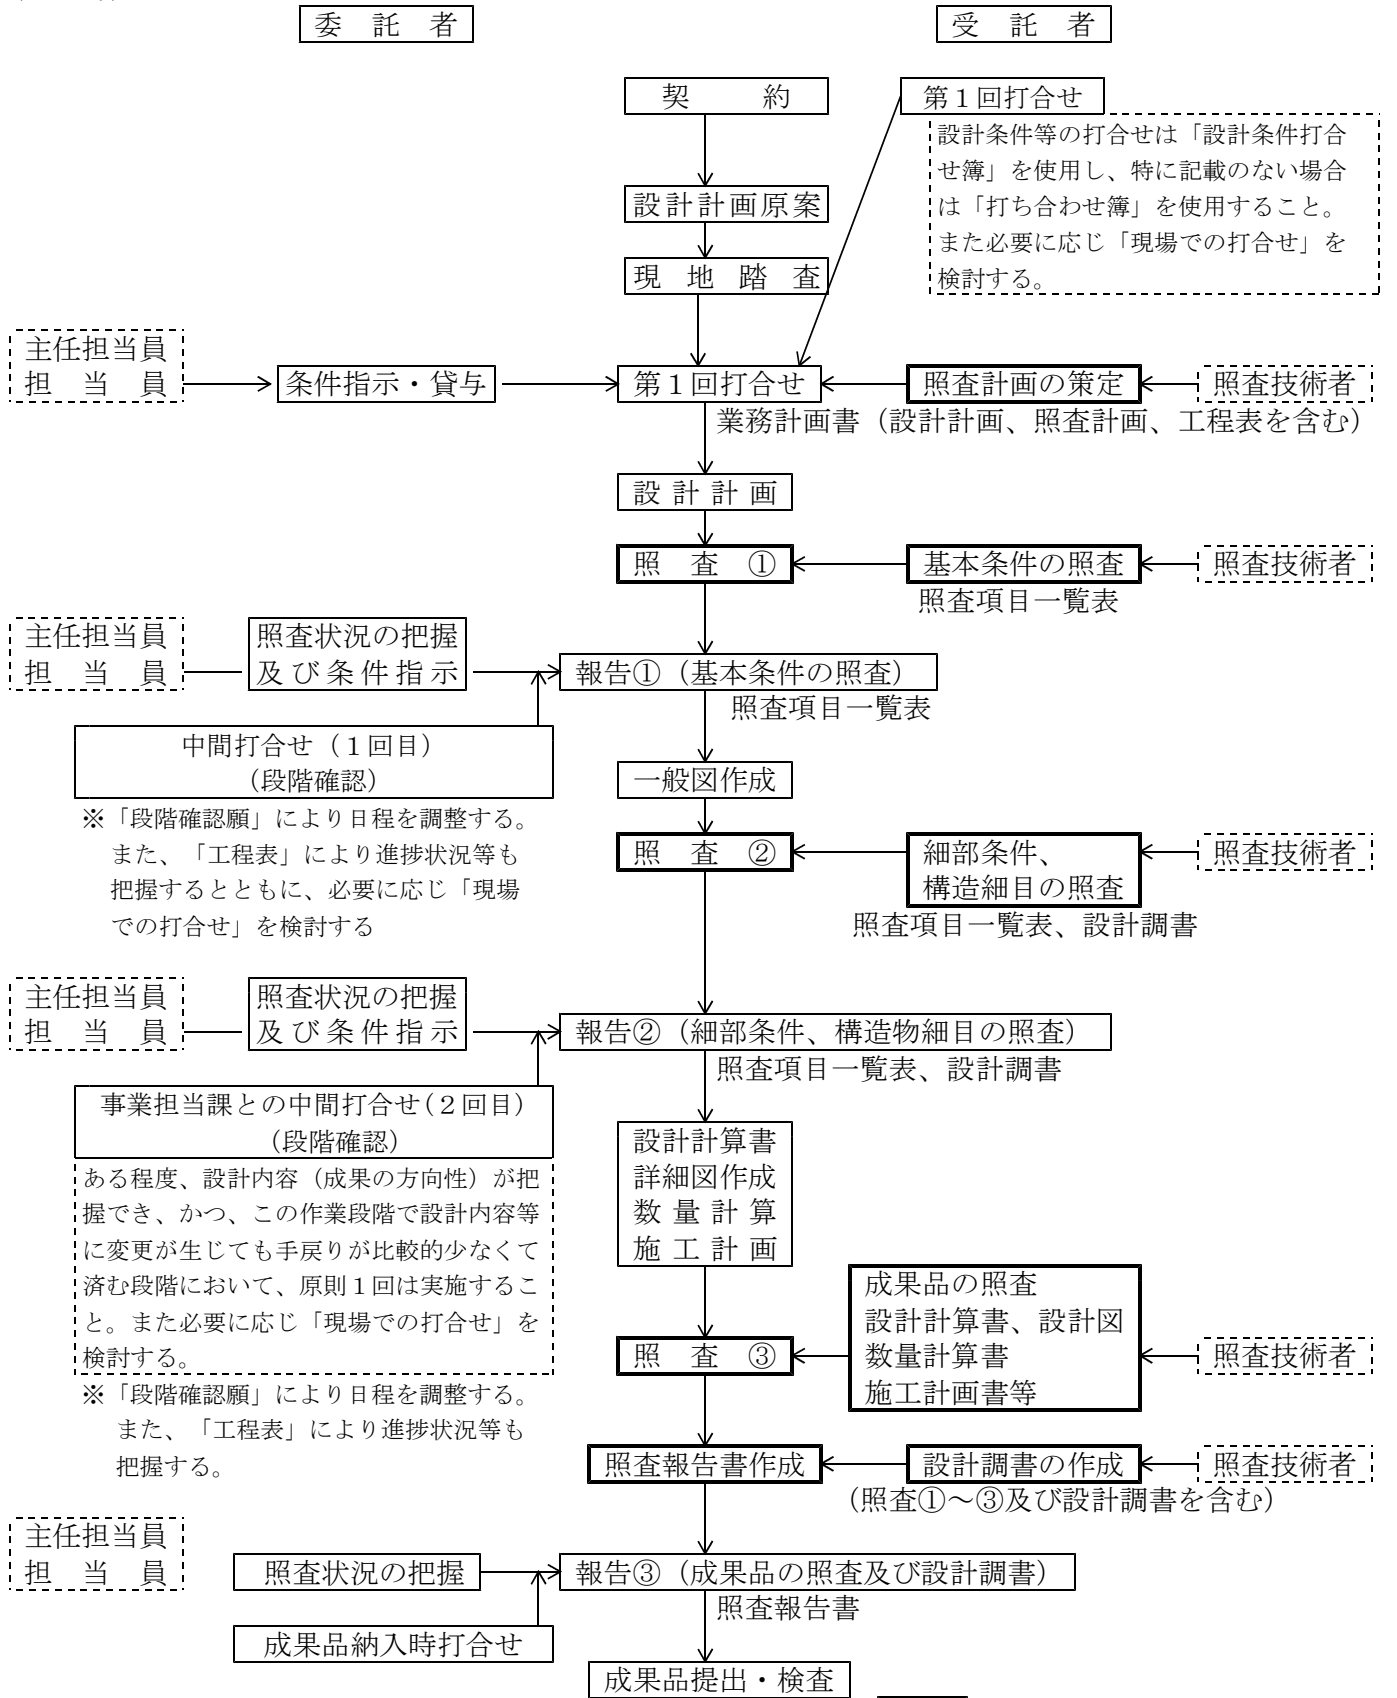 委　託　者
受　託　者
契　　　約
第１回打合せ
設計条件等の打合せは「設計条件打合
せ簿」を使用し、特に記載のない場合
は「打ち合わせ簿」を使用すること。
また必要に応じ「現場での打合せ」を
検討する。
設計計画原案
現　地　踏　査
主任担当員
担　当　員
条件指示・貸与
第１回打合せ
照査計画の策定
照査技術者
業務計画書（設計計画、照査計画、工程表を含む）
設計計画
照　査　①
基本条件の照査
照査技術者
照査項目一覧表
主任担当員
担　当　員
照査状況の把握
及び条件指示
報告①（基本条件の照査）
照査項目一覧表
中間打合せ（１回目）
（段階確認）
※「段階確認願」により日程を調整する。
また、「工程表」により進捗状況等も
把握するとともに、必要に応じ「現場
での打合せ」を検討する
一般図作成
照　査　②
細部条件、
構造細目の照査
照査技術者
照査項目一覧表、設計調書
主任担当員
担　当　員
照査状況の把握
及び条件指示
報告②（細部条件、構造物細目の照査）
照査項目一覧表、設計調書
事業担当課との中間打合せ（２回目）
（段階確認）
ある程度、設計内容（成果の方向性）が把
握でき、かつ、この作業段階で設計内容等
に変更が生じても手戻りが比較的少なくて
済む段階において、原則１回は実施するこ
と。また必要に応じ「現場での打合せ」を
検討する。
※「段階確認願」により日程を調整する。
また、「工程表」により進捗状況等も
把握する。
設計計算書
詳細図作成
数量計算
施工計画
成果品の照査
設計計算書、設計図
数量計算書
施工計画書等
照　査　③
照査技術者
照査報告書作成
設計調書の作成
照査技術者
（照査①～③及び設計調書を含む）
主任担当員
担　当　員
照査状況の把握
報告③（成果品の照査及び設計調書）
照査報告書
成果品納入時打合せ
成果品提出・検査